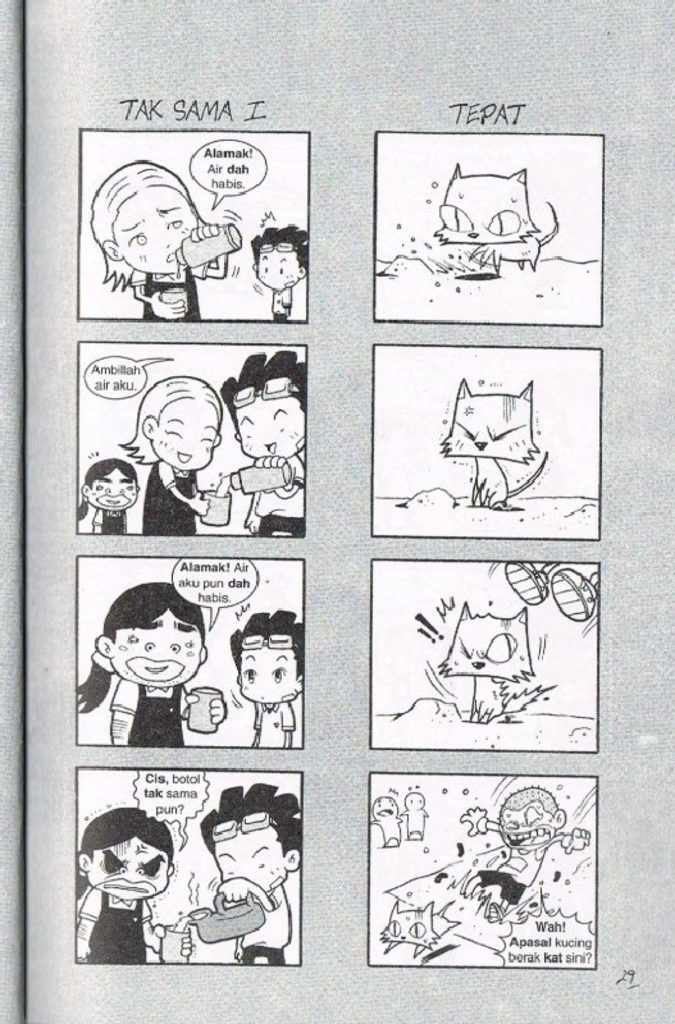 TAK SAMA I
Alamak!
Air dah
habis.
Ambillah
air aku.
Alamak! Air
aku pun dah
habis.
Cis, botol
tak sama
pun?
TEPAT
!!
Wah!
Apasal kucing
berak kat sini?
29